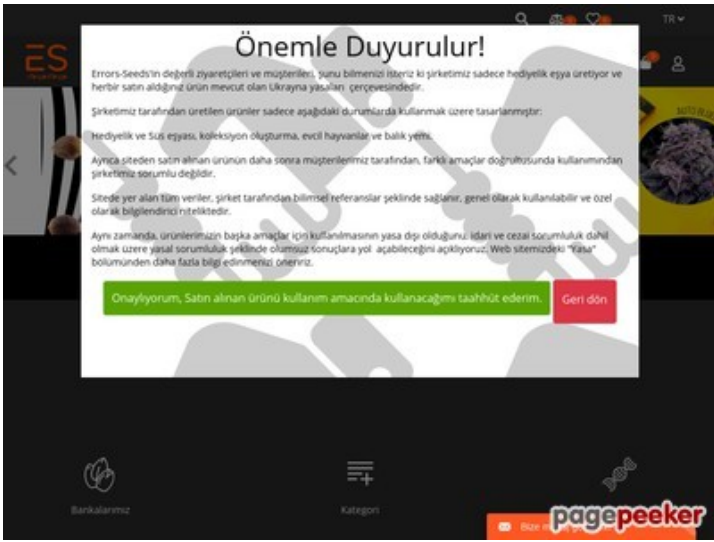 TR
ES
Önemle Duyurulur!
Errors-Seeds'in değerli ziyaretçileri ve müşterileri, şunu bilmenizi isteriz ki şirketimiz sadece hediyelik eşya üretiyor ve
herbir satın aldığınız ürün mevcut olan Ukrayna yasaları çerçevesindedir.
Şirketimiz tarafından üretilen ürünler sadece aşağıdaki durumlarda kullanmak üzere tasarlanmıştır:
Hediyelik ve Süs eşyası, koleksiyon oluşturma, evcil hayvanlar ve balık yemi.
Ayrıca siteden satın alınan ürünün daha sonra müşterilerimiz tarafından, farklı amaçlar doğrultusunda kullanımından
şirketimiz sorumlu değildir.
Sitede yer alan tüm veriler, şirket tarafından bilimsel referanslar şeklinde sağlanır, genel olarak kullanılabilir ve özel
olarak bilgilendirici niteliktedir.
Aynı zamanda, ürünlerimizin başka amaçlar için kullanılmasının yasa dışı olduğunu, idari ve cezai sorumluluk dahil
olmak üzere yasal sorumluluk şeklinde olumsuz sonuçlara yol açabileceğini açıklıyoruz. Web sitemizdeki "Yasa"
bölümünden daha fazla bilgi edinmenizi öneririz.
Onaylıyorum, Satın alınan ürünü kullanım amacında kullanacağımı taahhüt ederim.
Geri dön
Bankalarımız
Kategori
Bize
pagepeeker